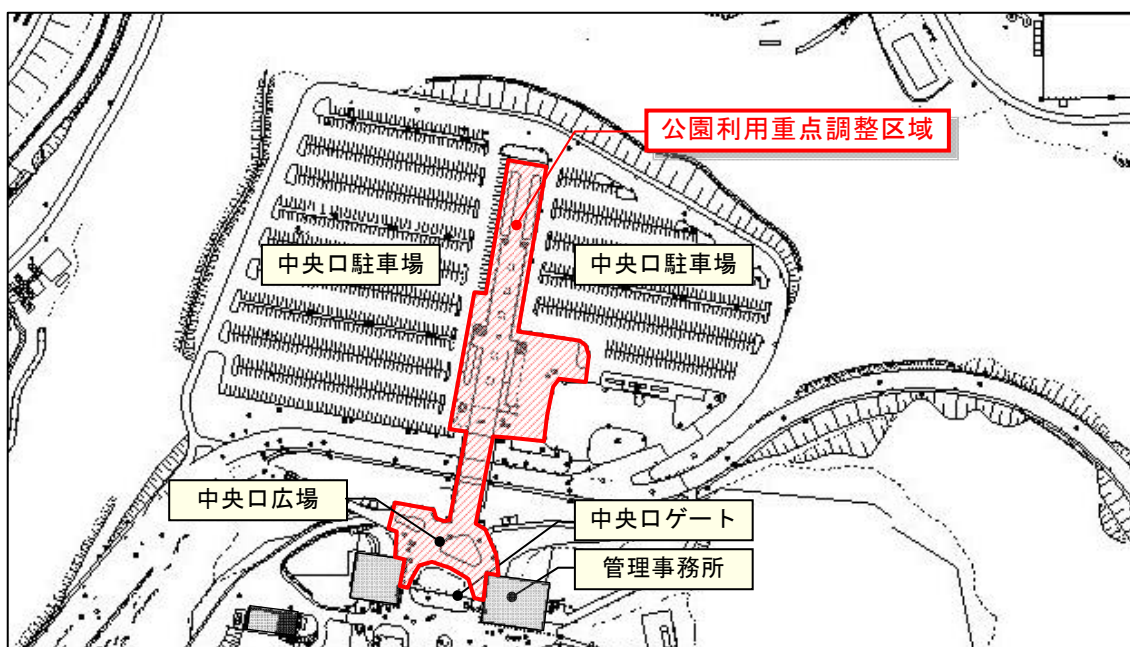 公園利用重点調整区域
中央口駐車場
中央口駐車場
中央口広場
中央口ゲート
管理事務所